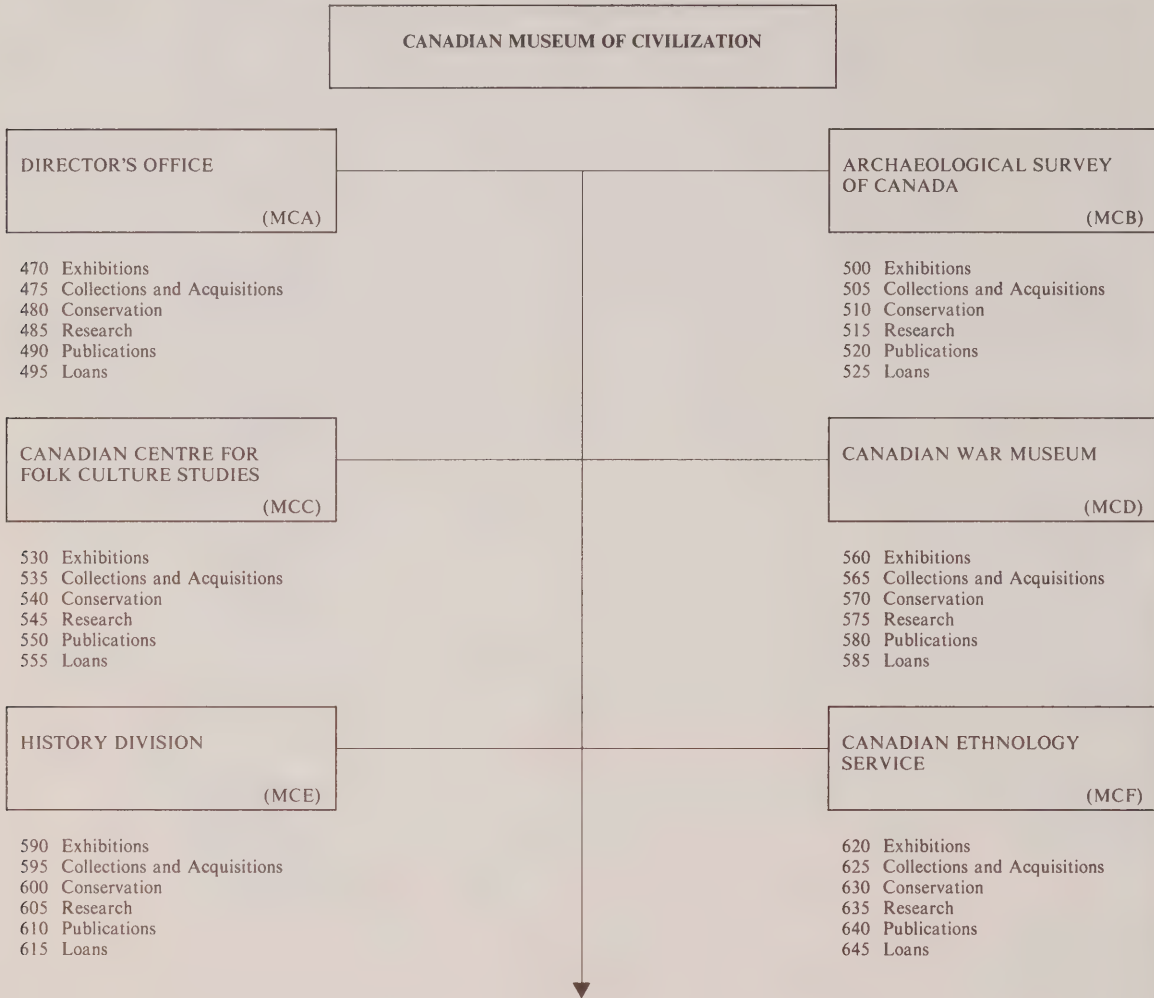 CANADIAN MUSEUM OF CIVILIZATION
DIRECTOR'S OFFICE
(MCA)
470 Exhibitions
475 Collections and Acquisitions
480 Conservation
485 Research
490 Publications
495 Loans
ARCHAEOLOGICAL SURVEY
OF CANADA
(MCB)
500 Exhibitions
505 Collections and Acquisitions
510 Conservation
515 Research
520 Publications
525 Loans
CANADIAN CENTRE FOR
FOLK CULTURE STUDIES
(MCC)
530 Exhibitions
535 Collections and Acquisitions
540 Conservation
545 Research
550 Publications
555 Loans
CANADIAN WAR MUSEUM
(MCD)
560 Exhibitions
565 Collections and Acquisitions
570 Conservation
575 Research
580 Publications
585 Loans
HISTORY DIVISION
(MCE)
590 Exhibitions
595 Collections and Acquisitions
600 Conservation
605 Research
610 Publications
615 Loans
CANADIAN ETHNOLOGY
SERVICE
(MCF)
620 Exhibitions
625 Collections and Acquisitions
630 Conservation
635 Research
640 Publications
645 Loans